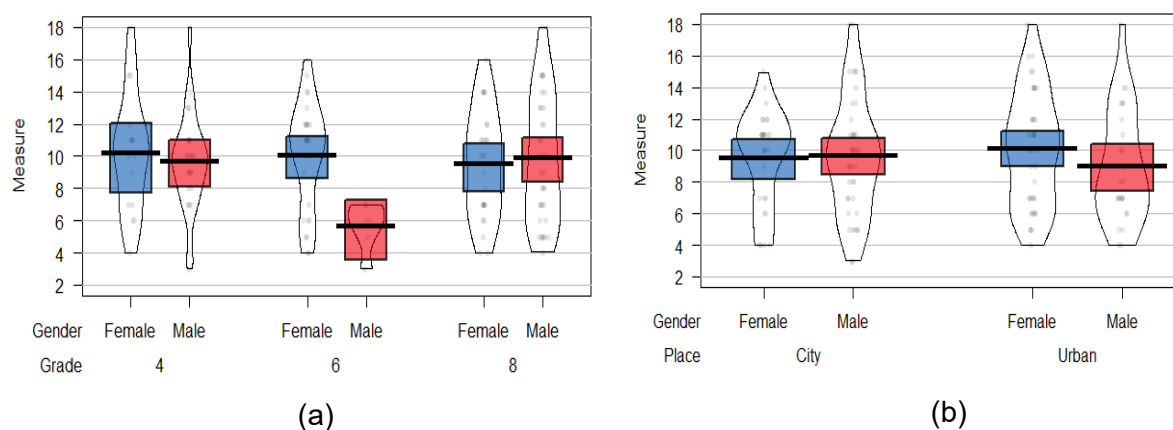 Measure
18
16
14
12
10
8
6
4
2
Gender Female Male Female Male Female Male
Grade 4 6 8
(a)
Measure
18
16
14
12
10
8
6
4
2
Gender Female Male Female Male
Place City Urban
(b)